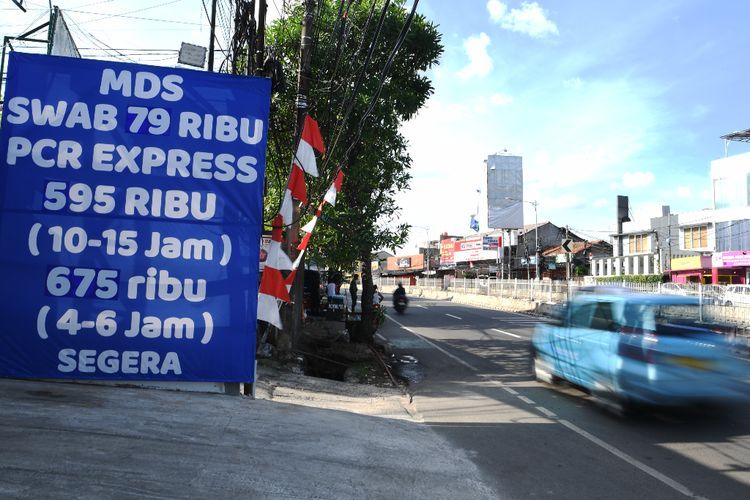 MDS
SWAB 79 RIBU
PCR EXPRESS
595 RIBU
( 10-15 Jam )
675 ribu
( 4-6 Jam )
SEGERA